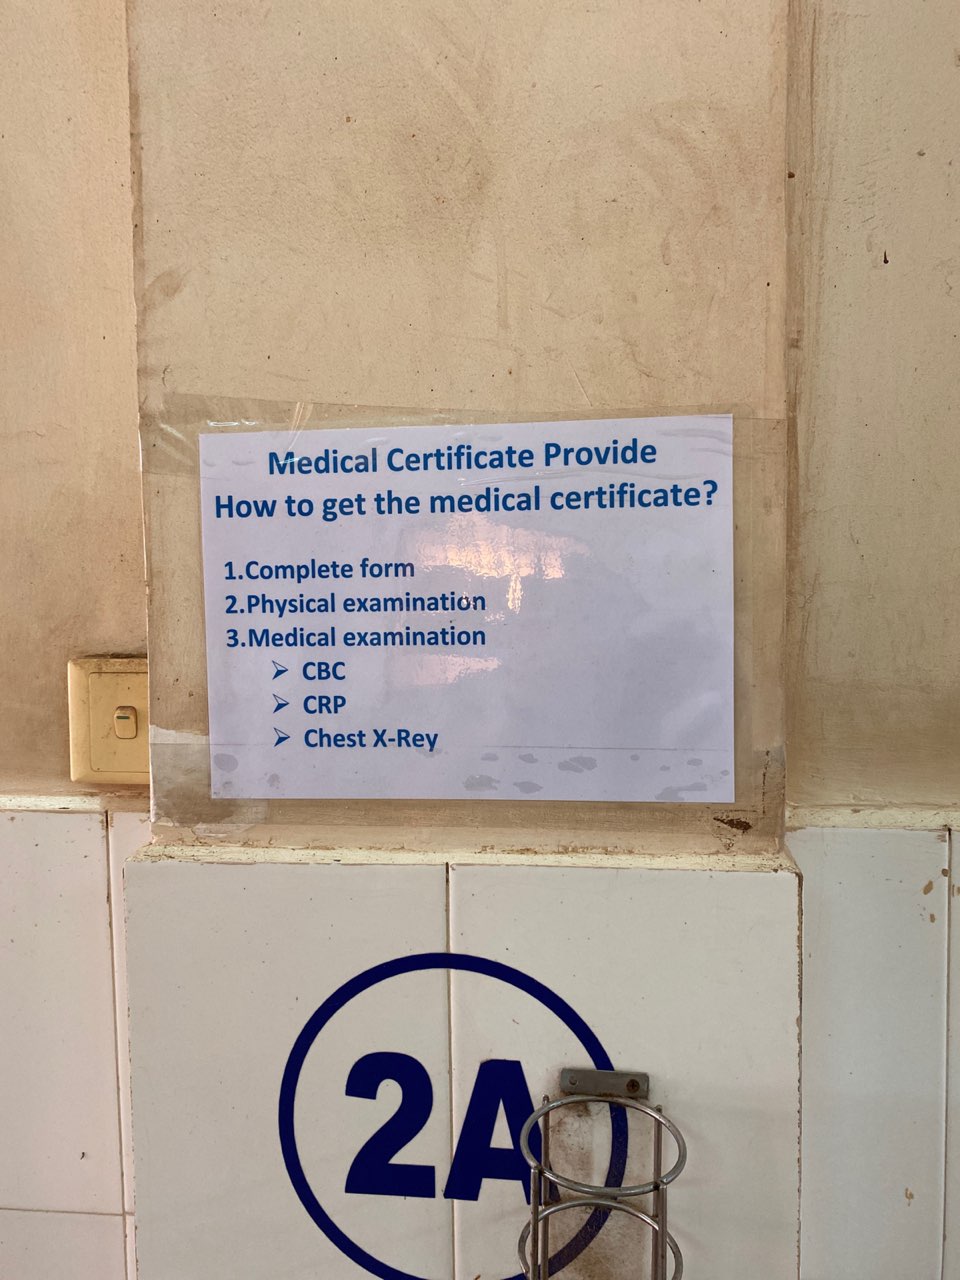 Medical Certificate Provide
How to get the medical certificate?
1.Complete form
2.Physical examination
3.Medical examination
➢ CBC
➢ CRP
➢ Chest X-Rey
2A